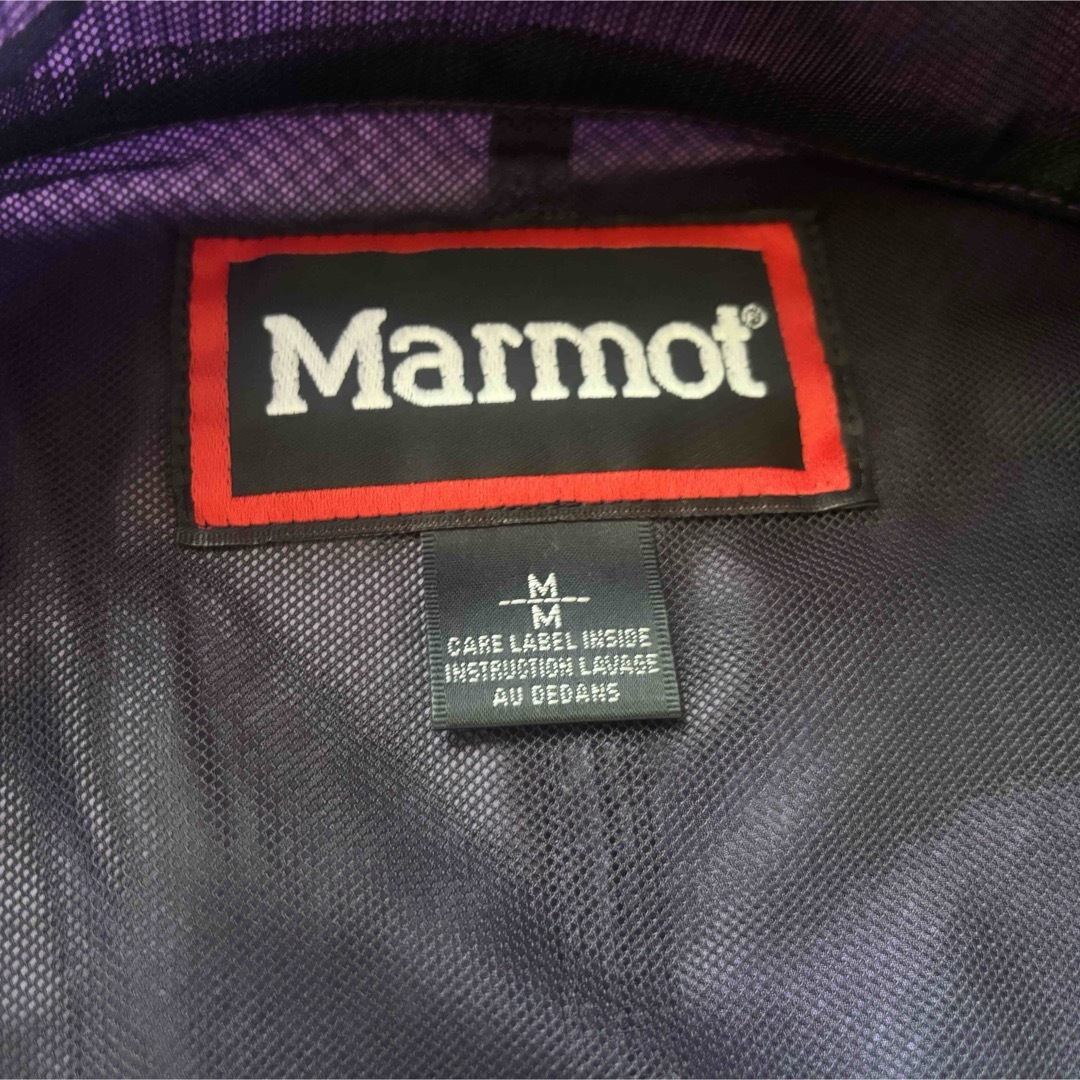 Marmot®
M
M
CARE LABEL INSIDE
INSTRUCTION LAVAGE
AU DEDANS